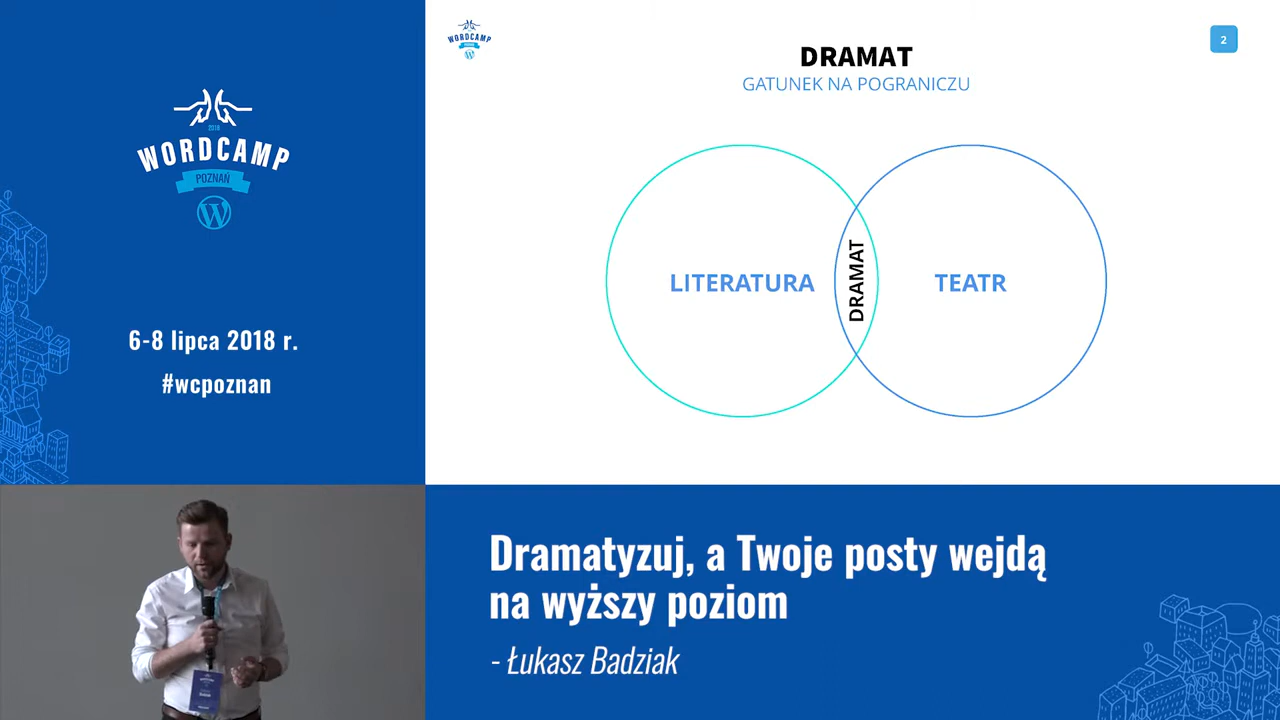 2018
WORDCAMP
POZNAŃ
6-8 lipca 2018 r.
#wcpoznan
WORDCAMP
2
DRAMAT
GATUNEK NA POGRANICZU
LITERATURA
DRAMAT
TEATR
Dramatyzuj, a Twoje posty wejdą
na wyższy poziom
- Łukasz Badziak